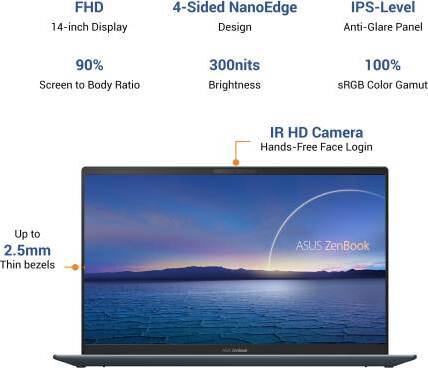 FHD
14-inch Display
4-Sided NanoEdge
Design
IPS-Level
Anti-Glare Panel
90%
Screen to Body Ratio
300nits
Brightness
100%
sRGB Color Gamut
IR HD Camera
Hands-Free Face Login
Up to
2.5mm
Thin bezels
ASUS ZenBook
ASUS ZenBook